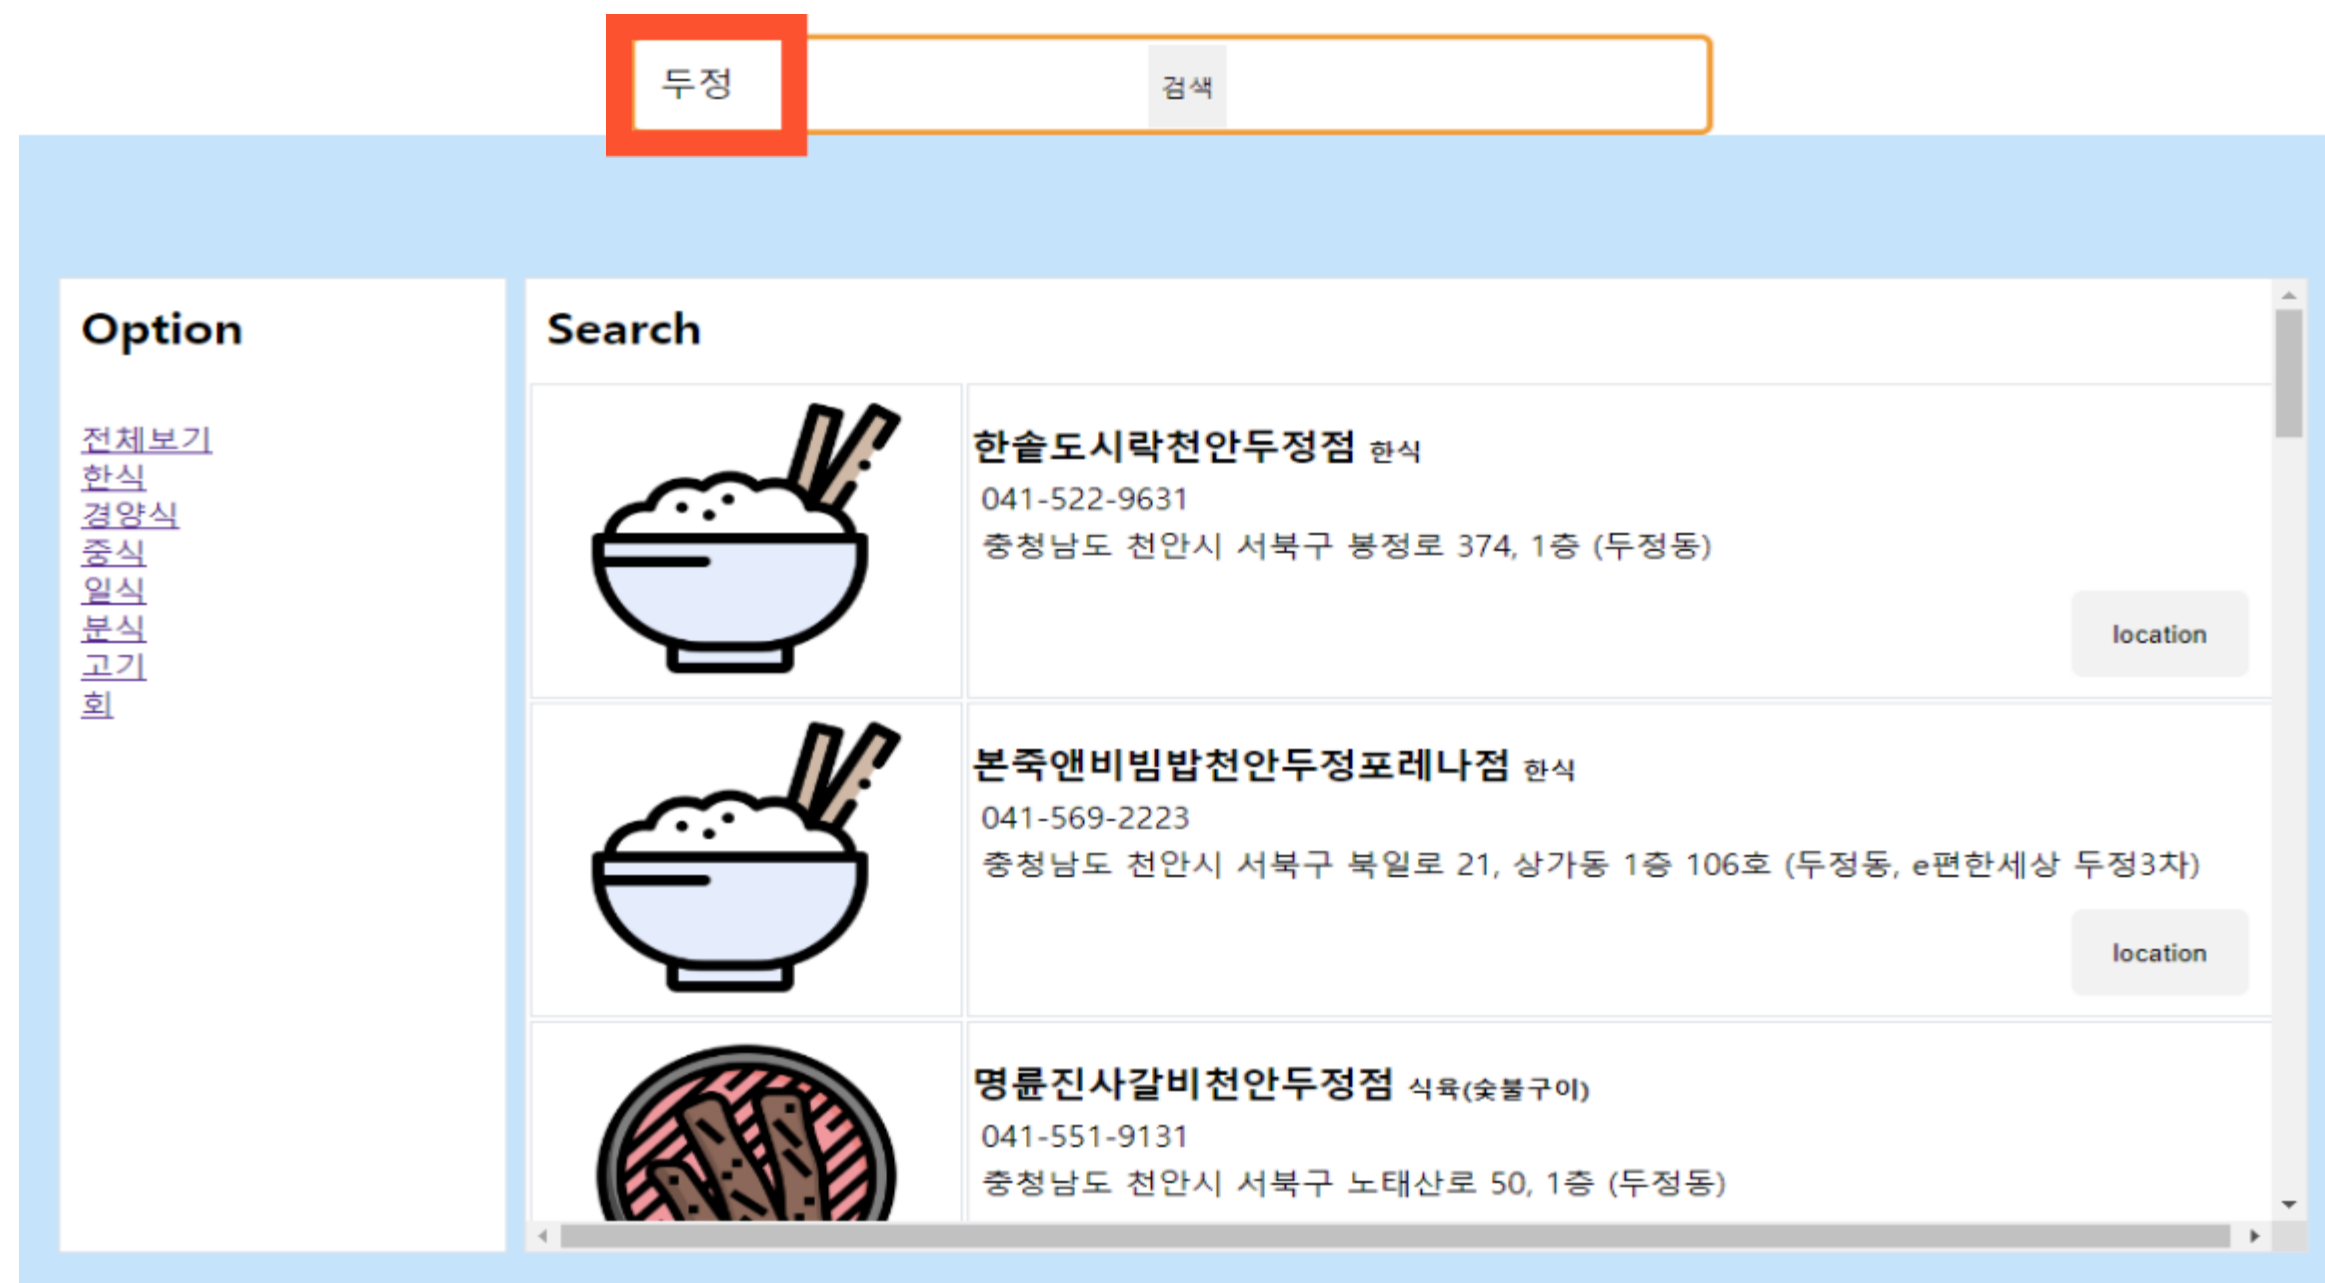 두정
검색
Option
전체보기
한식
경양식
중식
일식
분식
고기
회
Search
한솥도시락천안두정점 한식
041-522-9631
충청남도 천안시 서북구 봉정로 374, 1층 (두정동)
location
본죽앤비빔밥천안두정포레나점 한식
041-569-2223
충청남도 천안시 서북구 북일로 21, 상가동 1층 106호 (두정동, e편한세상 두정3차)
location
명륜진사갈비천안두정점 식육(숯불구이)
041-551-9131
충청남도 천안시 서북구 노태산로 50, 1층 (두정동)